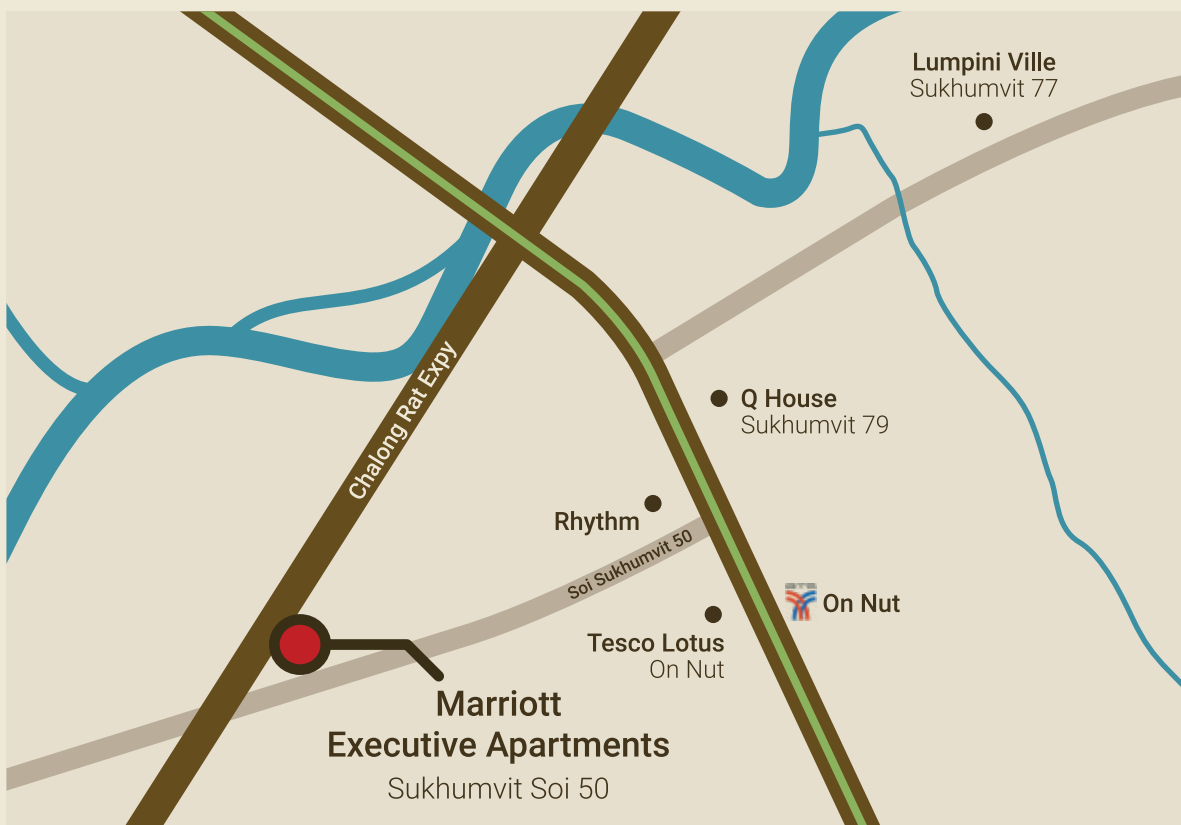 Lumpini Ville
Sukhumvit 77
Chalong Rat Expy
Q House
Sukhumvit 79
Rhythm
Soi Sukhumvit 50
On Nut
Tesco Lotus
On Nut
Marriott
Executive Apartments
Sukhumvit Soi 50